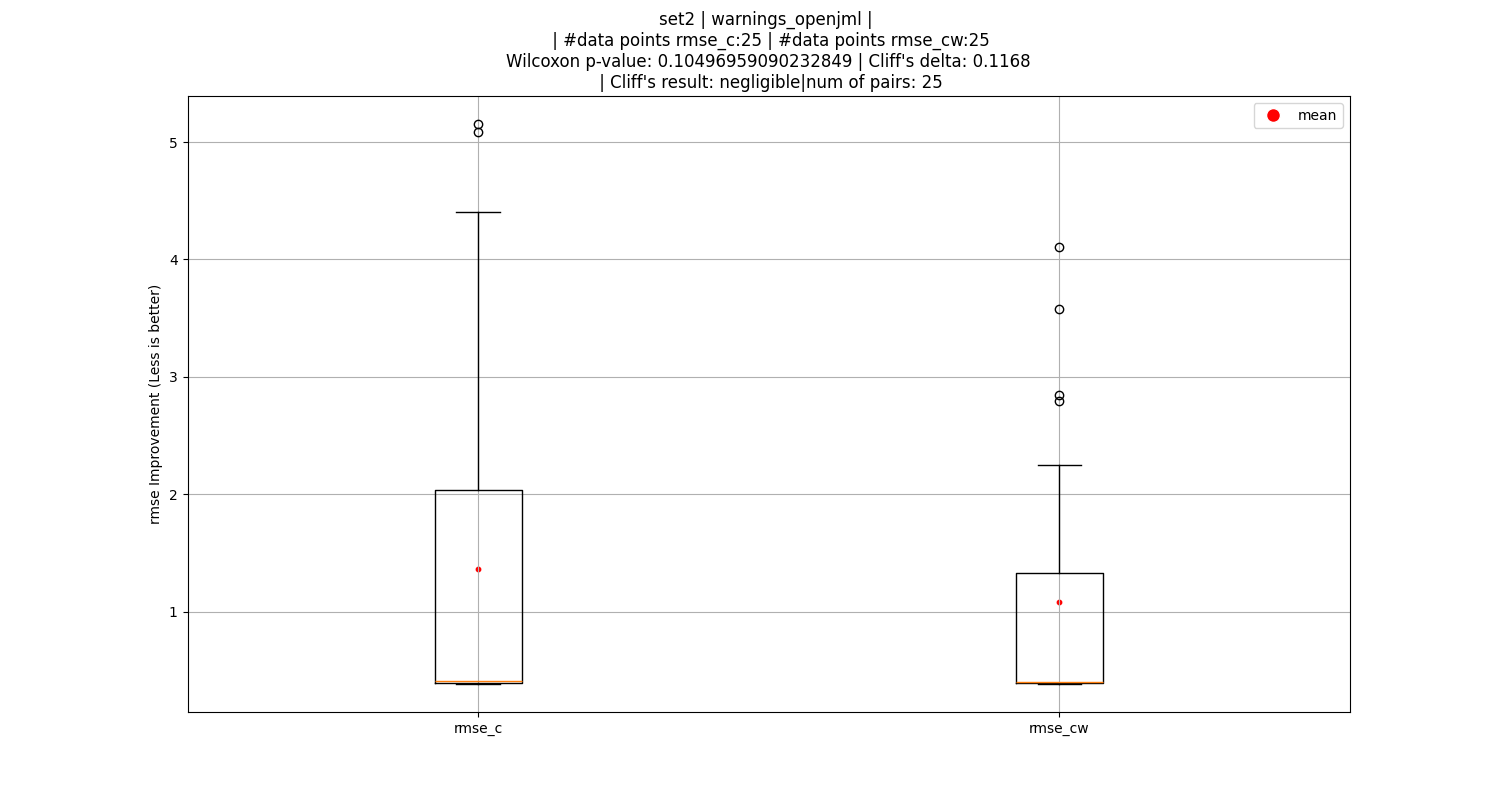 set2 | warnings_openjml |
| #data points rmse_c:25 | #data points rmse_cw:25
Wilcoxon p-value: 0.10496959090232849 | Cliff's delta: 0.1168
| Cliff's result: negligible|num of pairs: 25
mean
rmse Improvement (Less is better)
5
4
3
2
1
rmse_c
rmse_cw